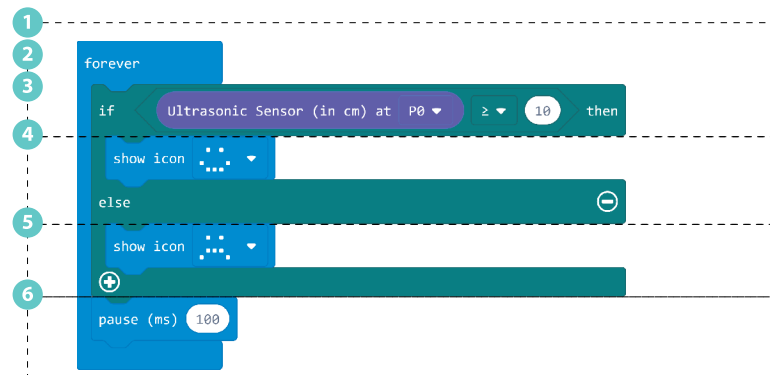 1
2
forever
3
if Ultrasonic Sensor (in cm) at P0 ≥ 10 then
4
show icon
else
5
show icon
6
pause (ms) 100